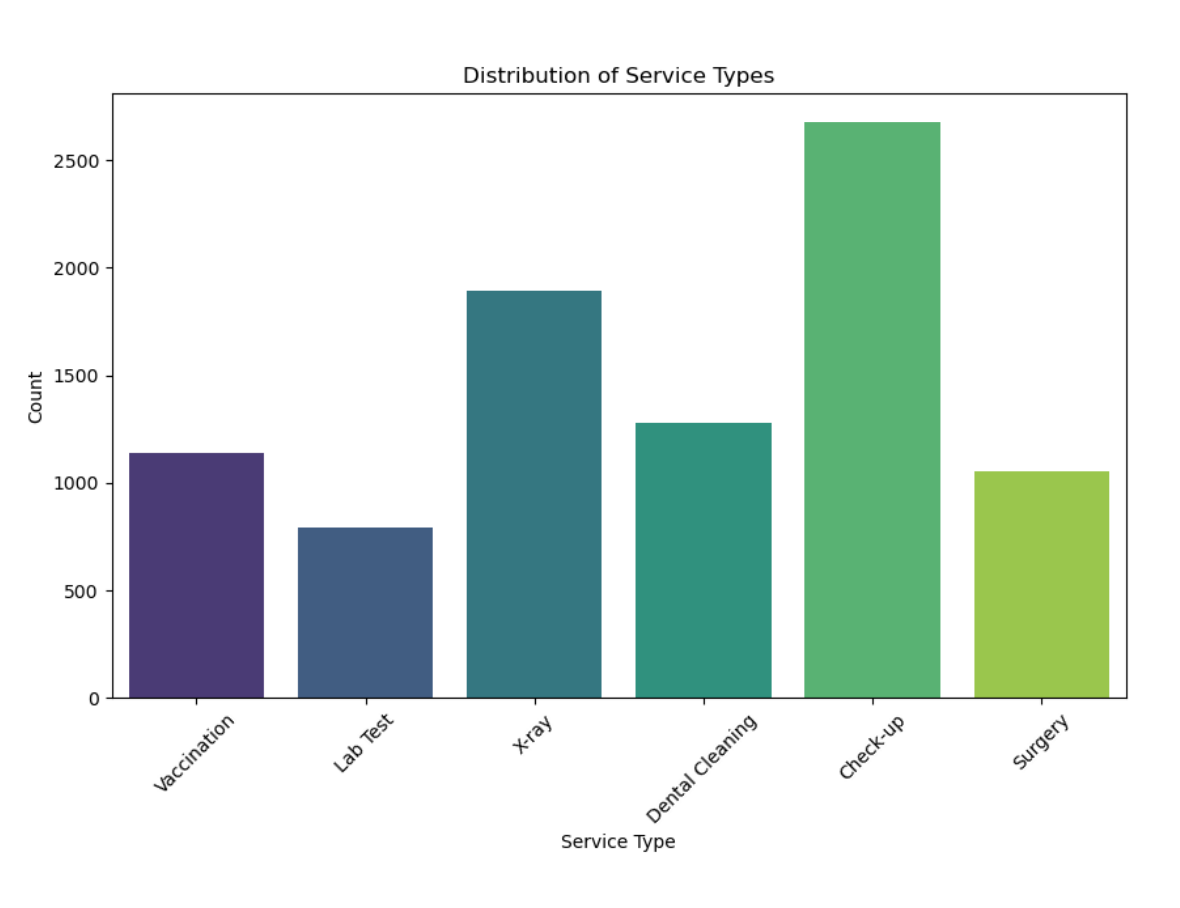 Distribution of Service Types
Count
2500
2000
1500
1000
500
0
Vaccination
Lab Test
X-ray
Dental Cleaning
Check-up
Surgery
Service Type